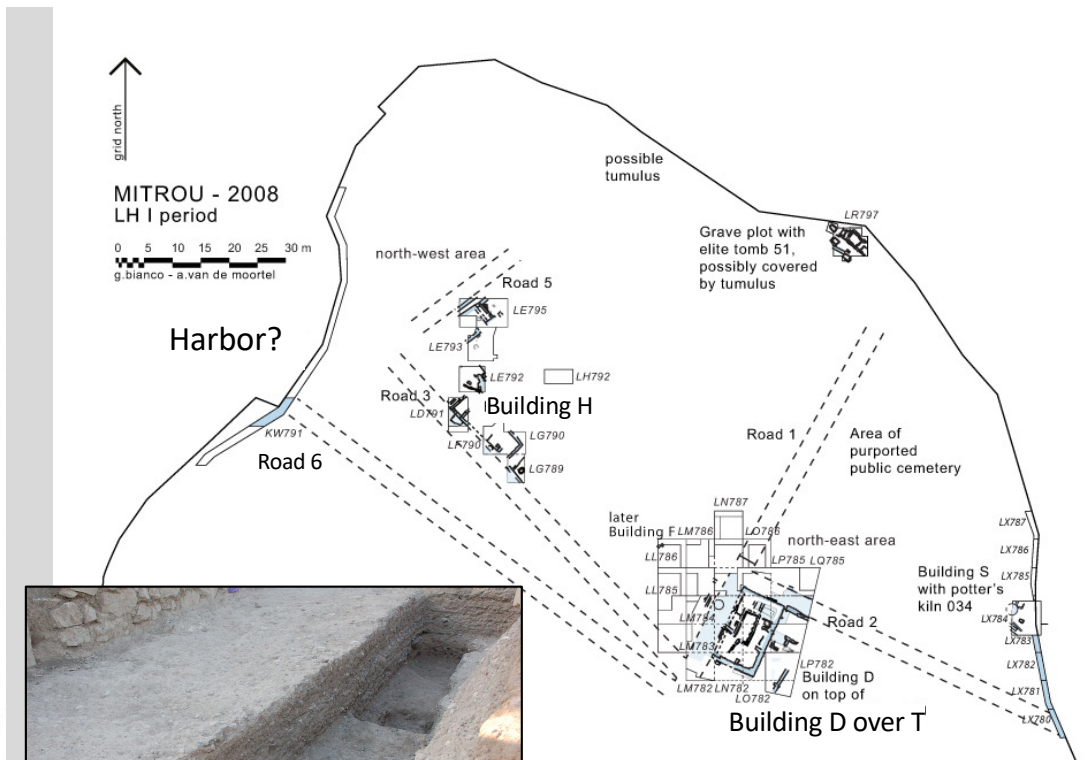 grid north
MITROU - 2008
LH I period
0 5 10 15 20 25 30 m
g.bianco - a.van de moortel
possible
tumulus
LR797
Grave plot with
elite tomb 51,
possibly covered
by tumulus
north-west area
Road 5
LE795
Harbor?
LE793
LE792
LH792
Road 3
Building H
LD791
KW791
LF790
LG790
Road 6
LG789
Road 1
Area of
purported
public cemetery
LN787
later
Building F
LM786
LO786
north-east area
LL786
LP785
LQ785
LX787
LX786
LX785
Building S
with potter's
kiln 034
LL785
LM784
Road 2
LX784
LX783
LM783
LP782
LX782
Building D
on top of
LM782
LN782
LO782
LX781
LX780
Building D over T